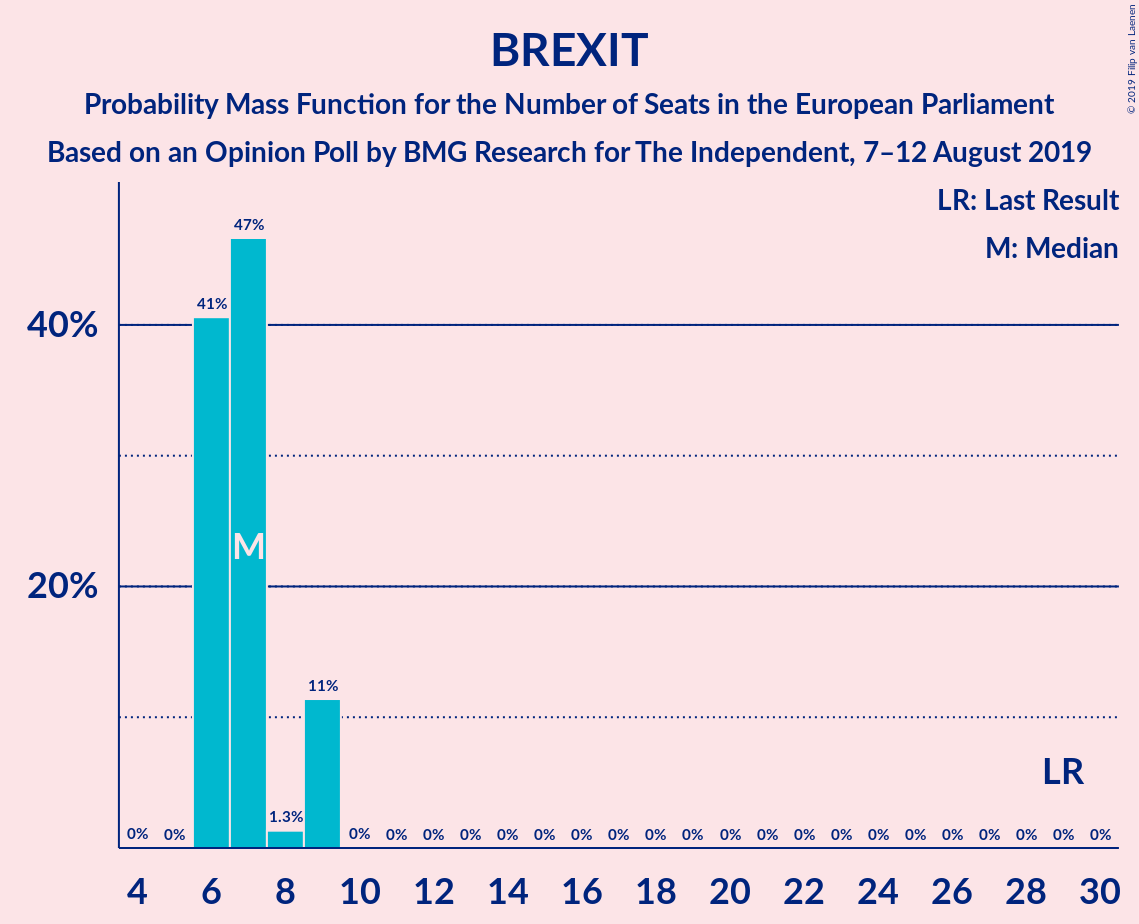 BREXIT
Probability Mass Function for the Number of Seats in the European Parliament
Based on an Opinion Poll by BMG Research for The Independent, 7–12 August 2019
© 2019 Filip van Laenen
LR: Last Result
M: Median
47%
41%
40%
M
20%
11%
LR
1.3%
0% 0% 0% 0% 0% 0% 0% 0% 0% 0% 0% 0% 0% 0% 0% 0% 0% 0% 0% 0% 0% 0% 0%
4 6 8 10 12 14 16 18 20 22 24 26 28 30